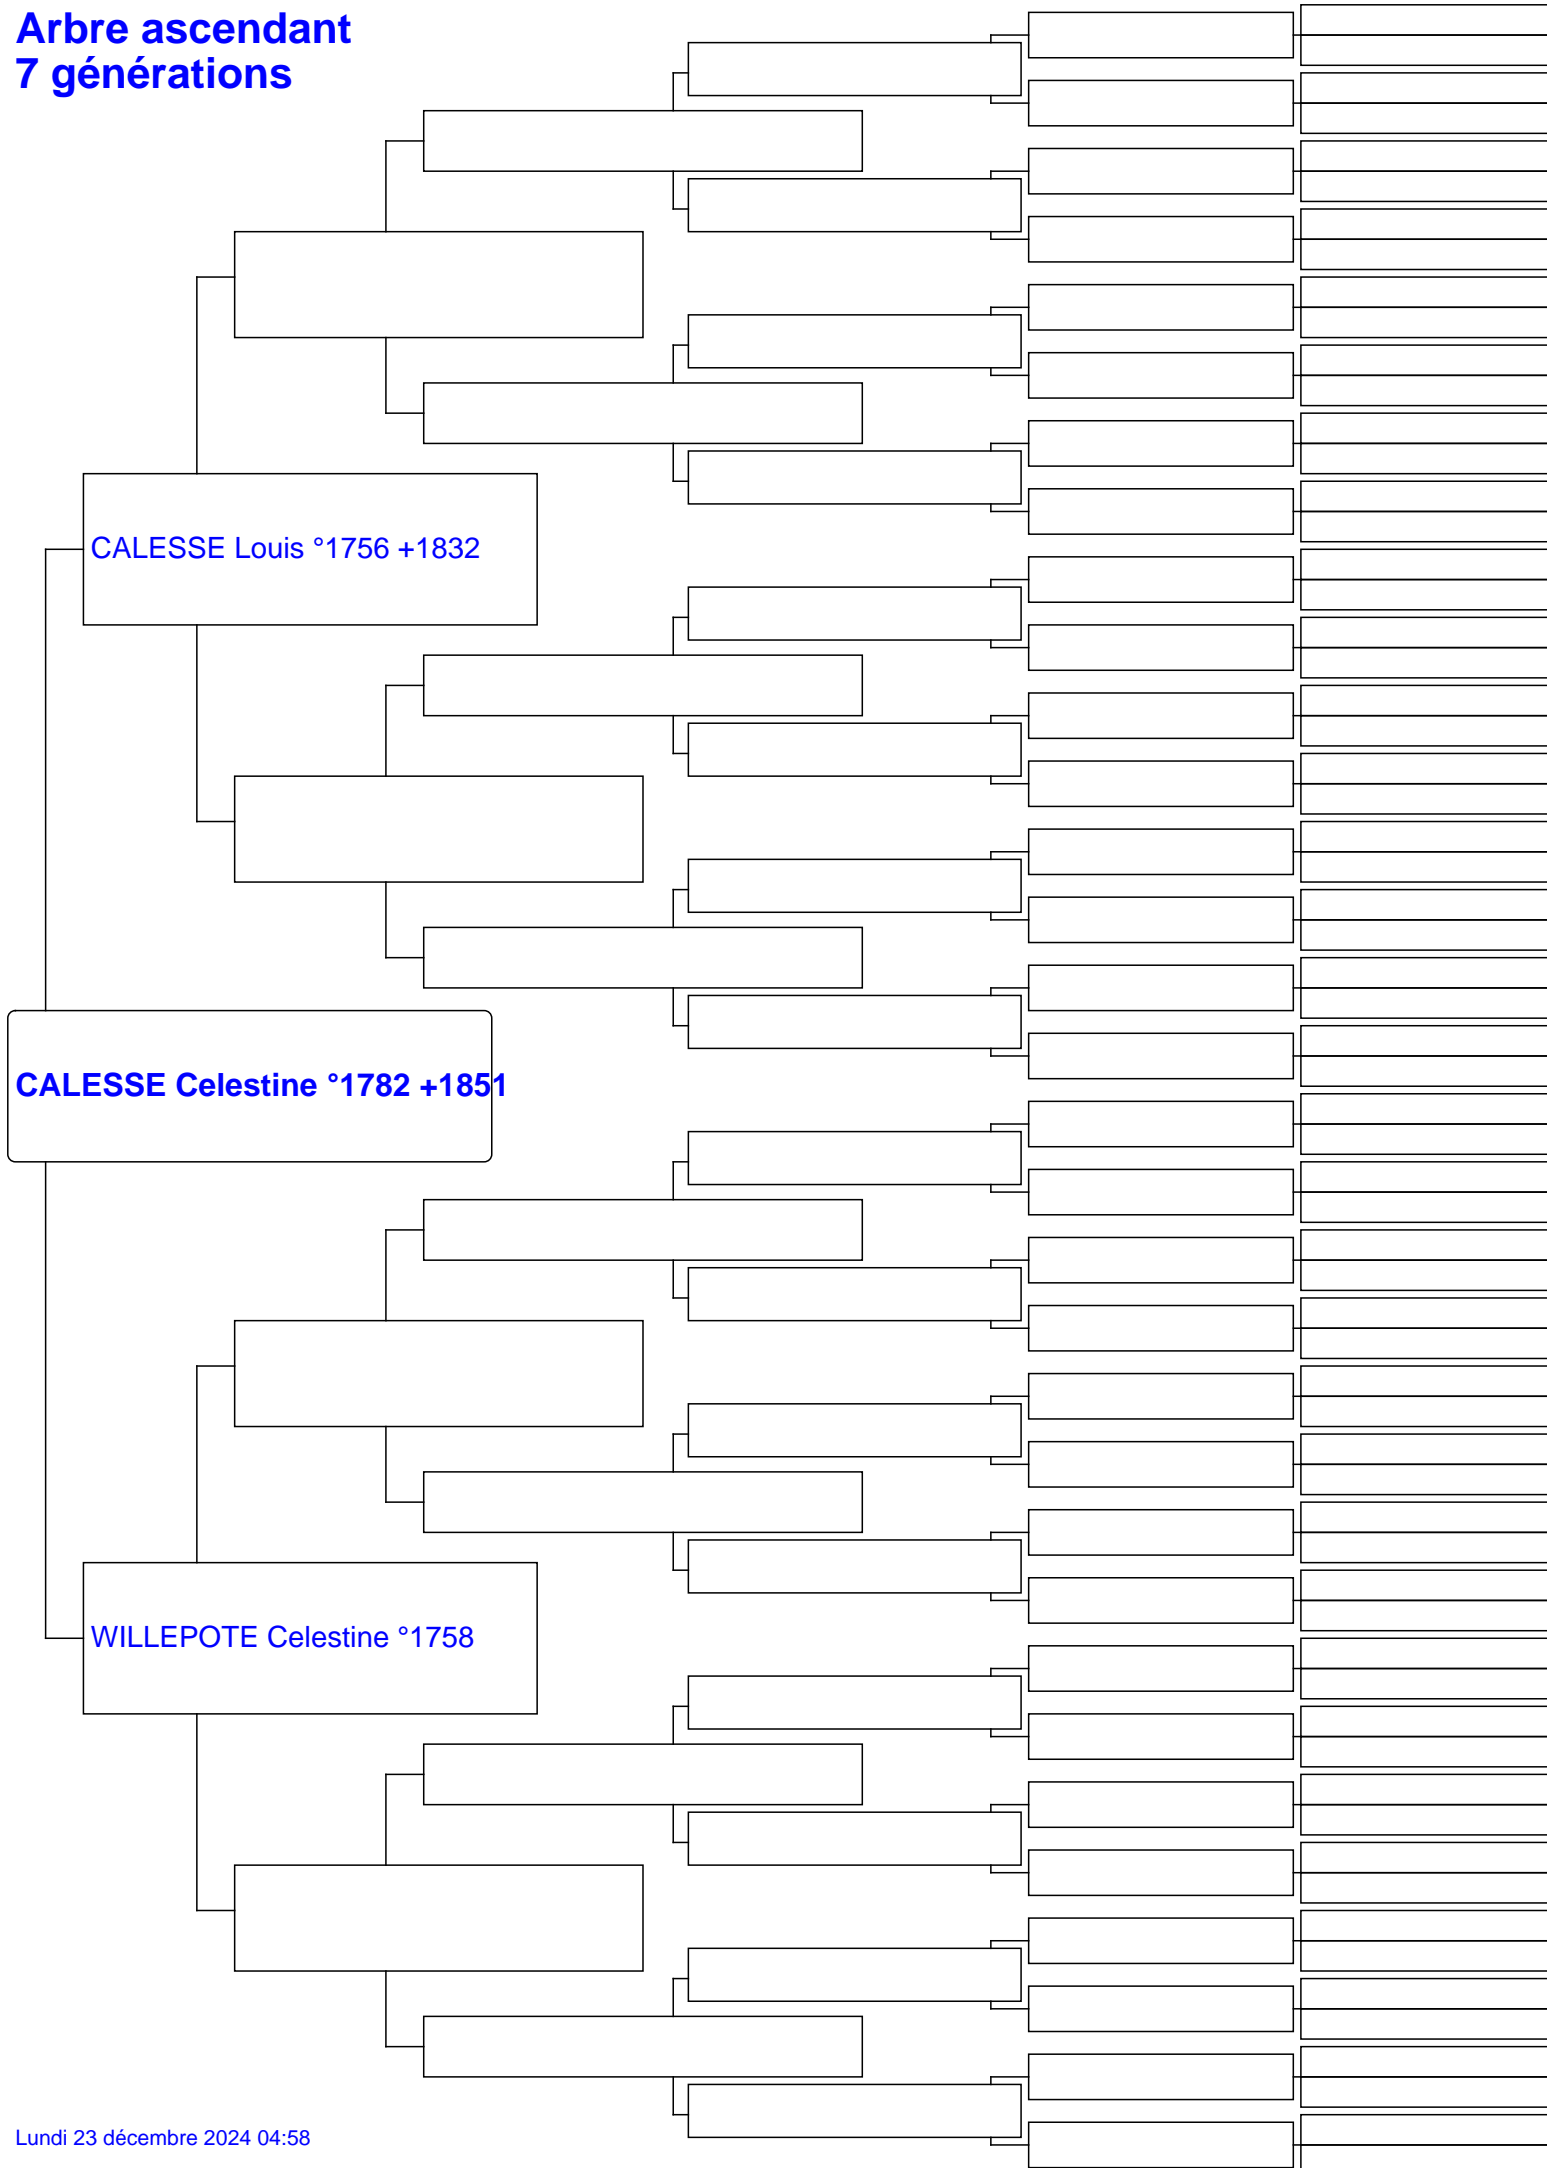 Arbre ascendant
7 générations
CALESSE Louis °1756 +1832
CALESSE Celestine °1782 +1851
WILLEPOTE Celestine °1758
Lundi 23 décembre 2024 04:58